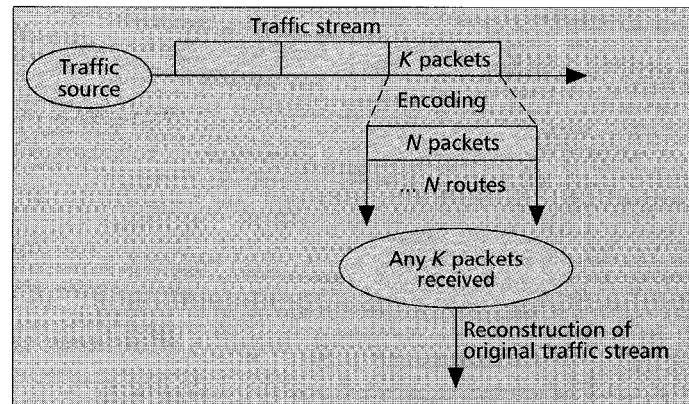 Traffic stream
Traffic
source
K packets
Encoding
N packets
... N routes
Any K packets
received
Reconstruction of
original traffic stream